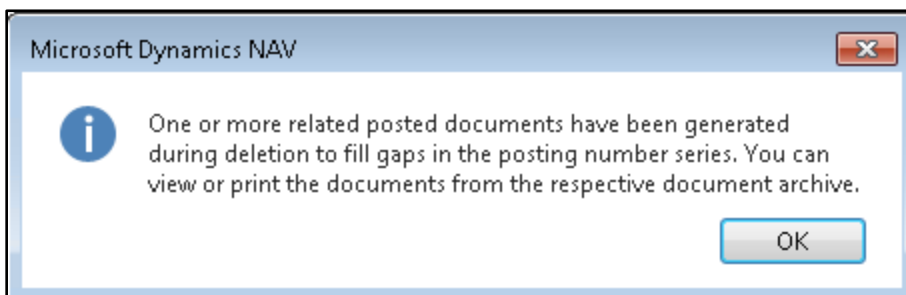 Microsoft Dynamics NAV
One or more related posted documents have been generated
during deletion to fill gaps in the posting number series. You can
view or print the documents from the respective document archive.
OK